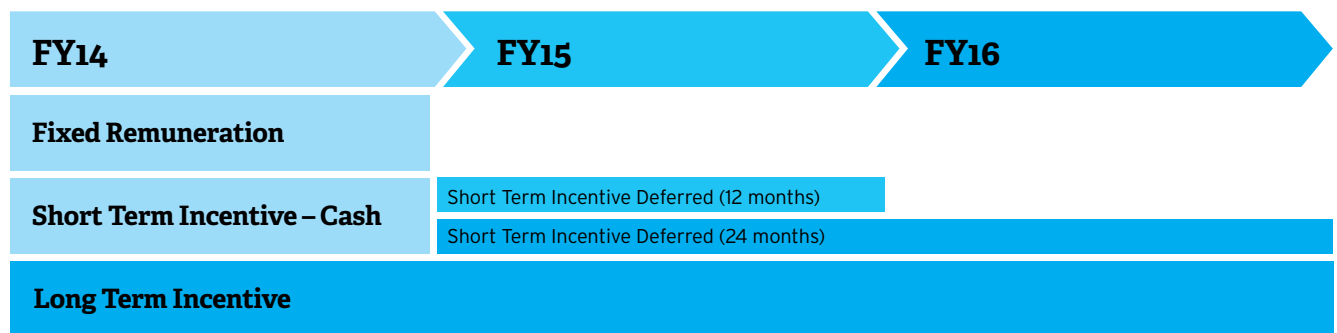 FY14
FY15
FY16
Fixed Remuneration
Short Term Incentive – Cash
Short Term Incentive Deferred (12 months)
Short Term Incentive Deferred (24 months)
Long Term Incentive